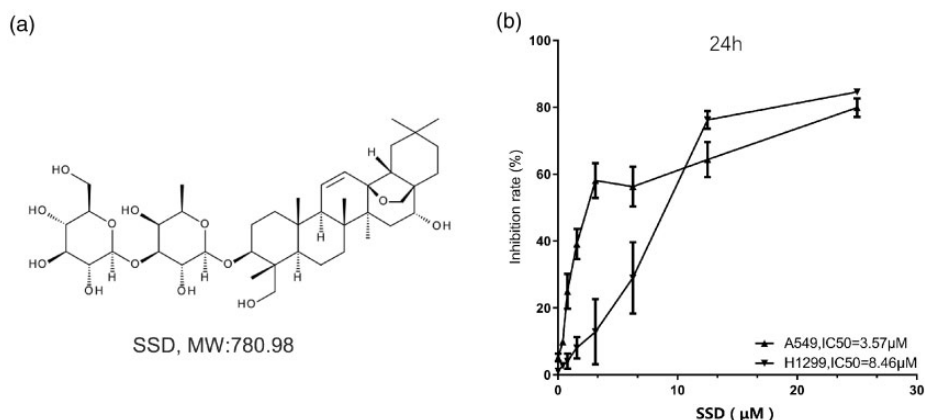 (a)
HO
HO
HO
OH
O
H
O
HO
O
OH
H
O
HO
H
H
H
O
OH
SSD, MW:780.98
(b)
24h
Inhibition rate (%)
100
80
60
40
20
0
0
10
20
30
SSD ( μM )
A549,IC50=3.57μM
H1299,IC50=8.46μM